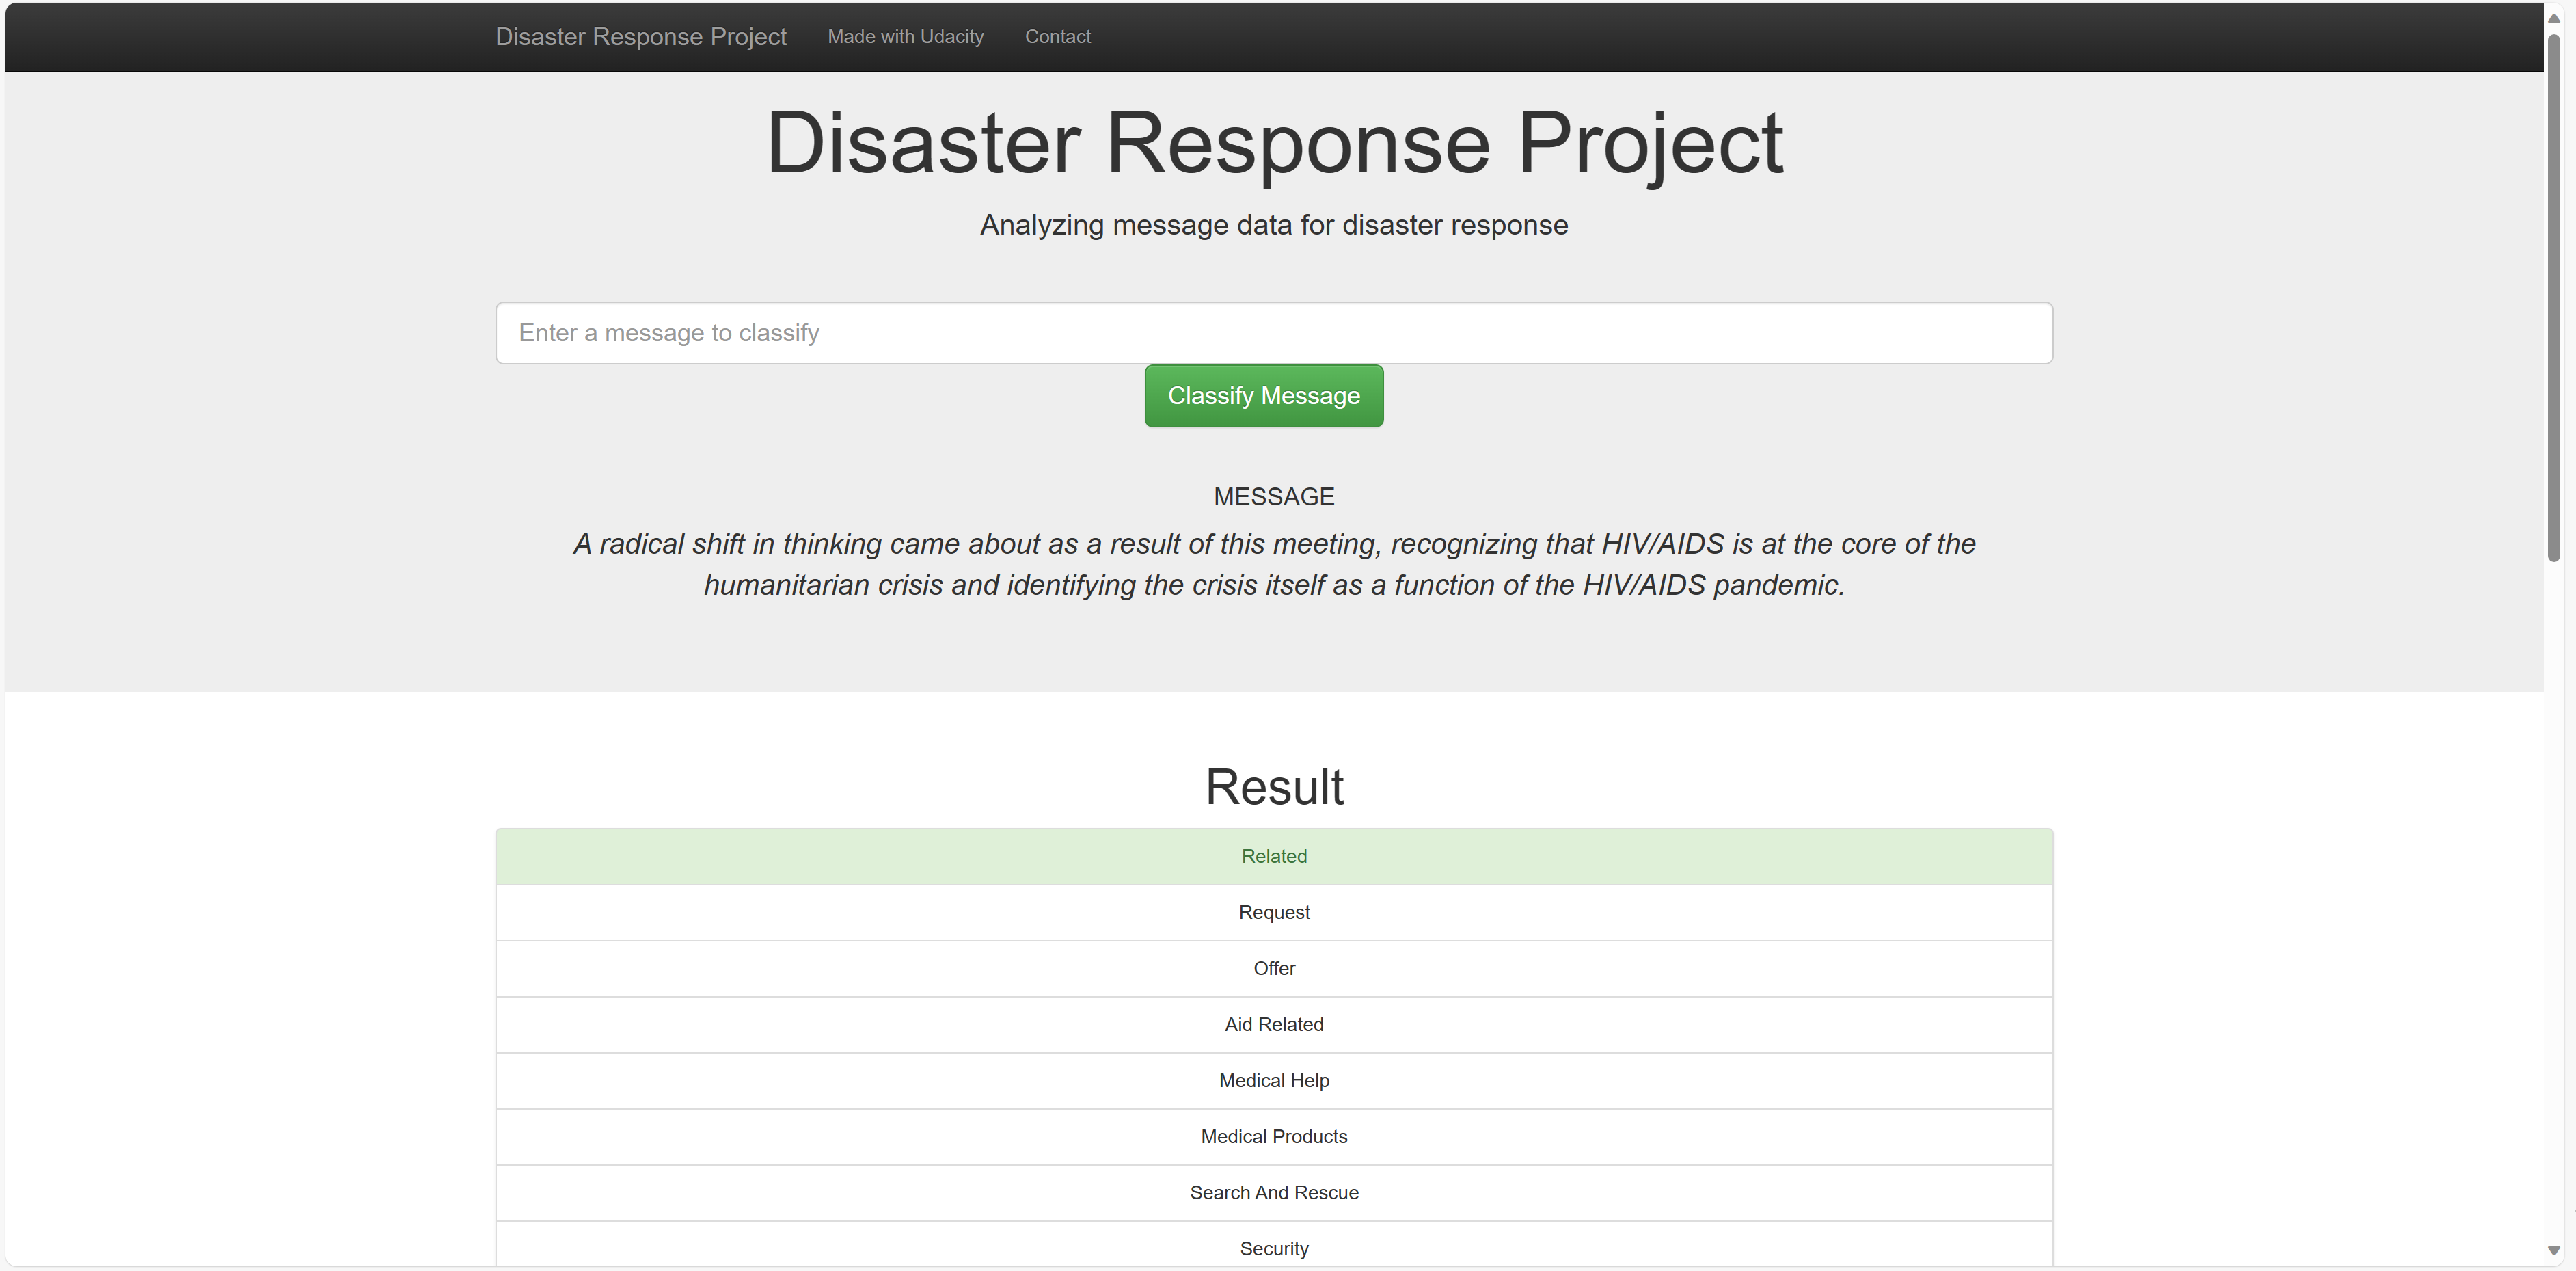 Disaster Response Project Made with Udacity Contact
Disaster Response Project
Analyzing message data for disaster response
Enter a message to classify
Classify Message
MESSAGE
A radical shift in thinking came about as a result of this meeting, recognizing that HIV/AIDS is at the core of the
humanitarian crisis and identifying the crisis itself as a function of the HIV/AIDS pandemic.
Result
Related
Request
Offer
Aid Related
Medical Help
Medical Products
Search And Rescue
Security